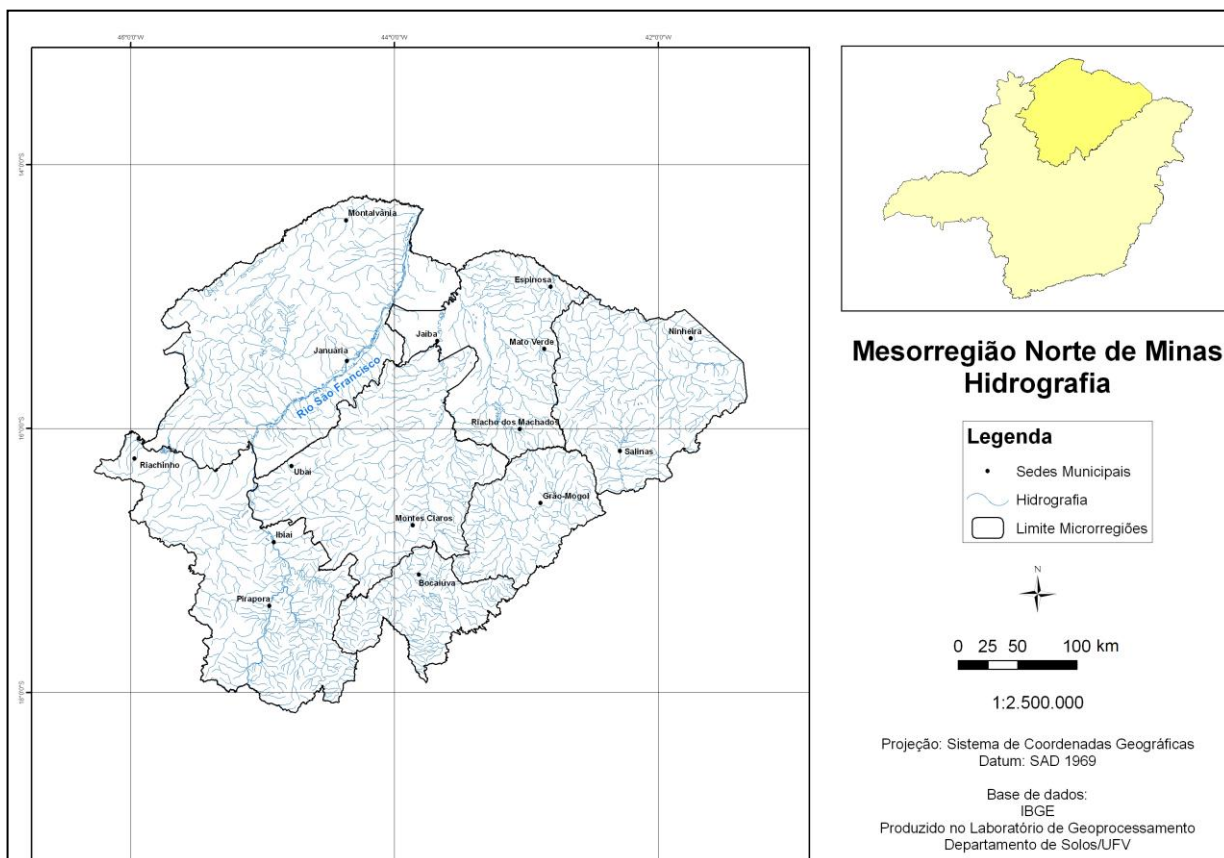 46°0'0"W 44°0'0"W 42°0'0"W
14°0'0"S
16°0'0"S
18°0'0"S
Montalvânia
Espinosa
Jaíba
Mato Verde
Ninheira
Januária
Rio São Francisco
Riacho dos Machados
Salinas
Riachinho
Ubaí
Grão-Mogol
Montes Claros
Ibiaí
Bocaiúva
Pirapora
Mesorregião Norte de Minas
Hidrografia
Legenda
Sedes Municipais
Hidrografia
Limite Microrregiões
N
0 25 50 100 km
1:2.500.000
Projeção: Sistema de Coordenadas Geográficas
Datum: SAD 1969
Base de dados:
IBGE
Produzido no Laboratório de Geoprocessamento
Departamento de Solos/UFV